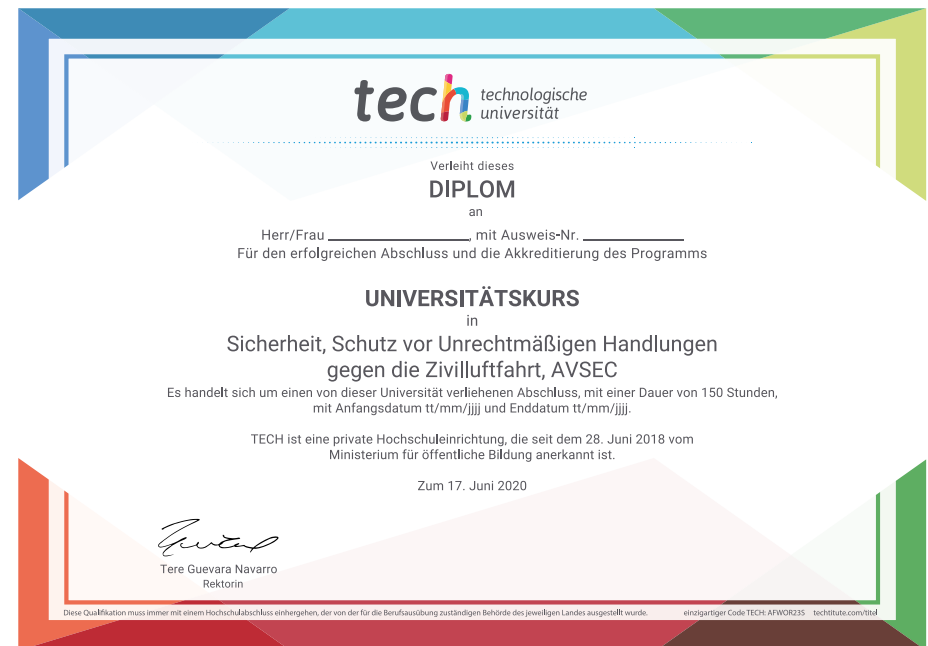 tech technologische
universität
Verleiht dieses
DIPLOM
an
Herr/Frau ____________, mit Ausweis-Nr. ____________
Für den erfolgreichen Abschluss und die Akkreditierung des Programms
UNIVERSITÄTSKURS
in
Sicherheit, Schutz vor Unrechtmäßigen Handlungen
gegen die Zivilluftfahrt, AVSEC
Es handelt sich um einen von dieser Universität verliehenen Abschluss, mit einer Dauer von 150 Stunden,
mit Anfangsdatum tt/mm/jjjj und Enddatum tt/mm/jjjj.
TECH ist eine private Hochschuleinrichtung, die seit dem 28. Juni 2018 vom
Ministerium für öffentliche Bildung anerkannt ist.
Zum 17. Juni 2020
Tere Guevara Navarro
Rektorin
Diese Qualifikation muss immer mit einem Hochschulabschluss einhergehen, der von der für die Berufsausübung zuständigen Behörde des jeweiligen Landes ausgestellt wurde. einzigartiger Code TECH: AFWOR23S techtitute.com/titel